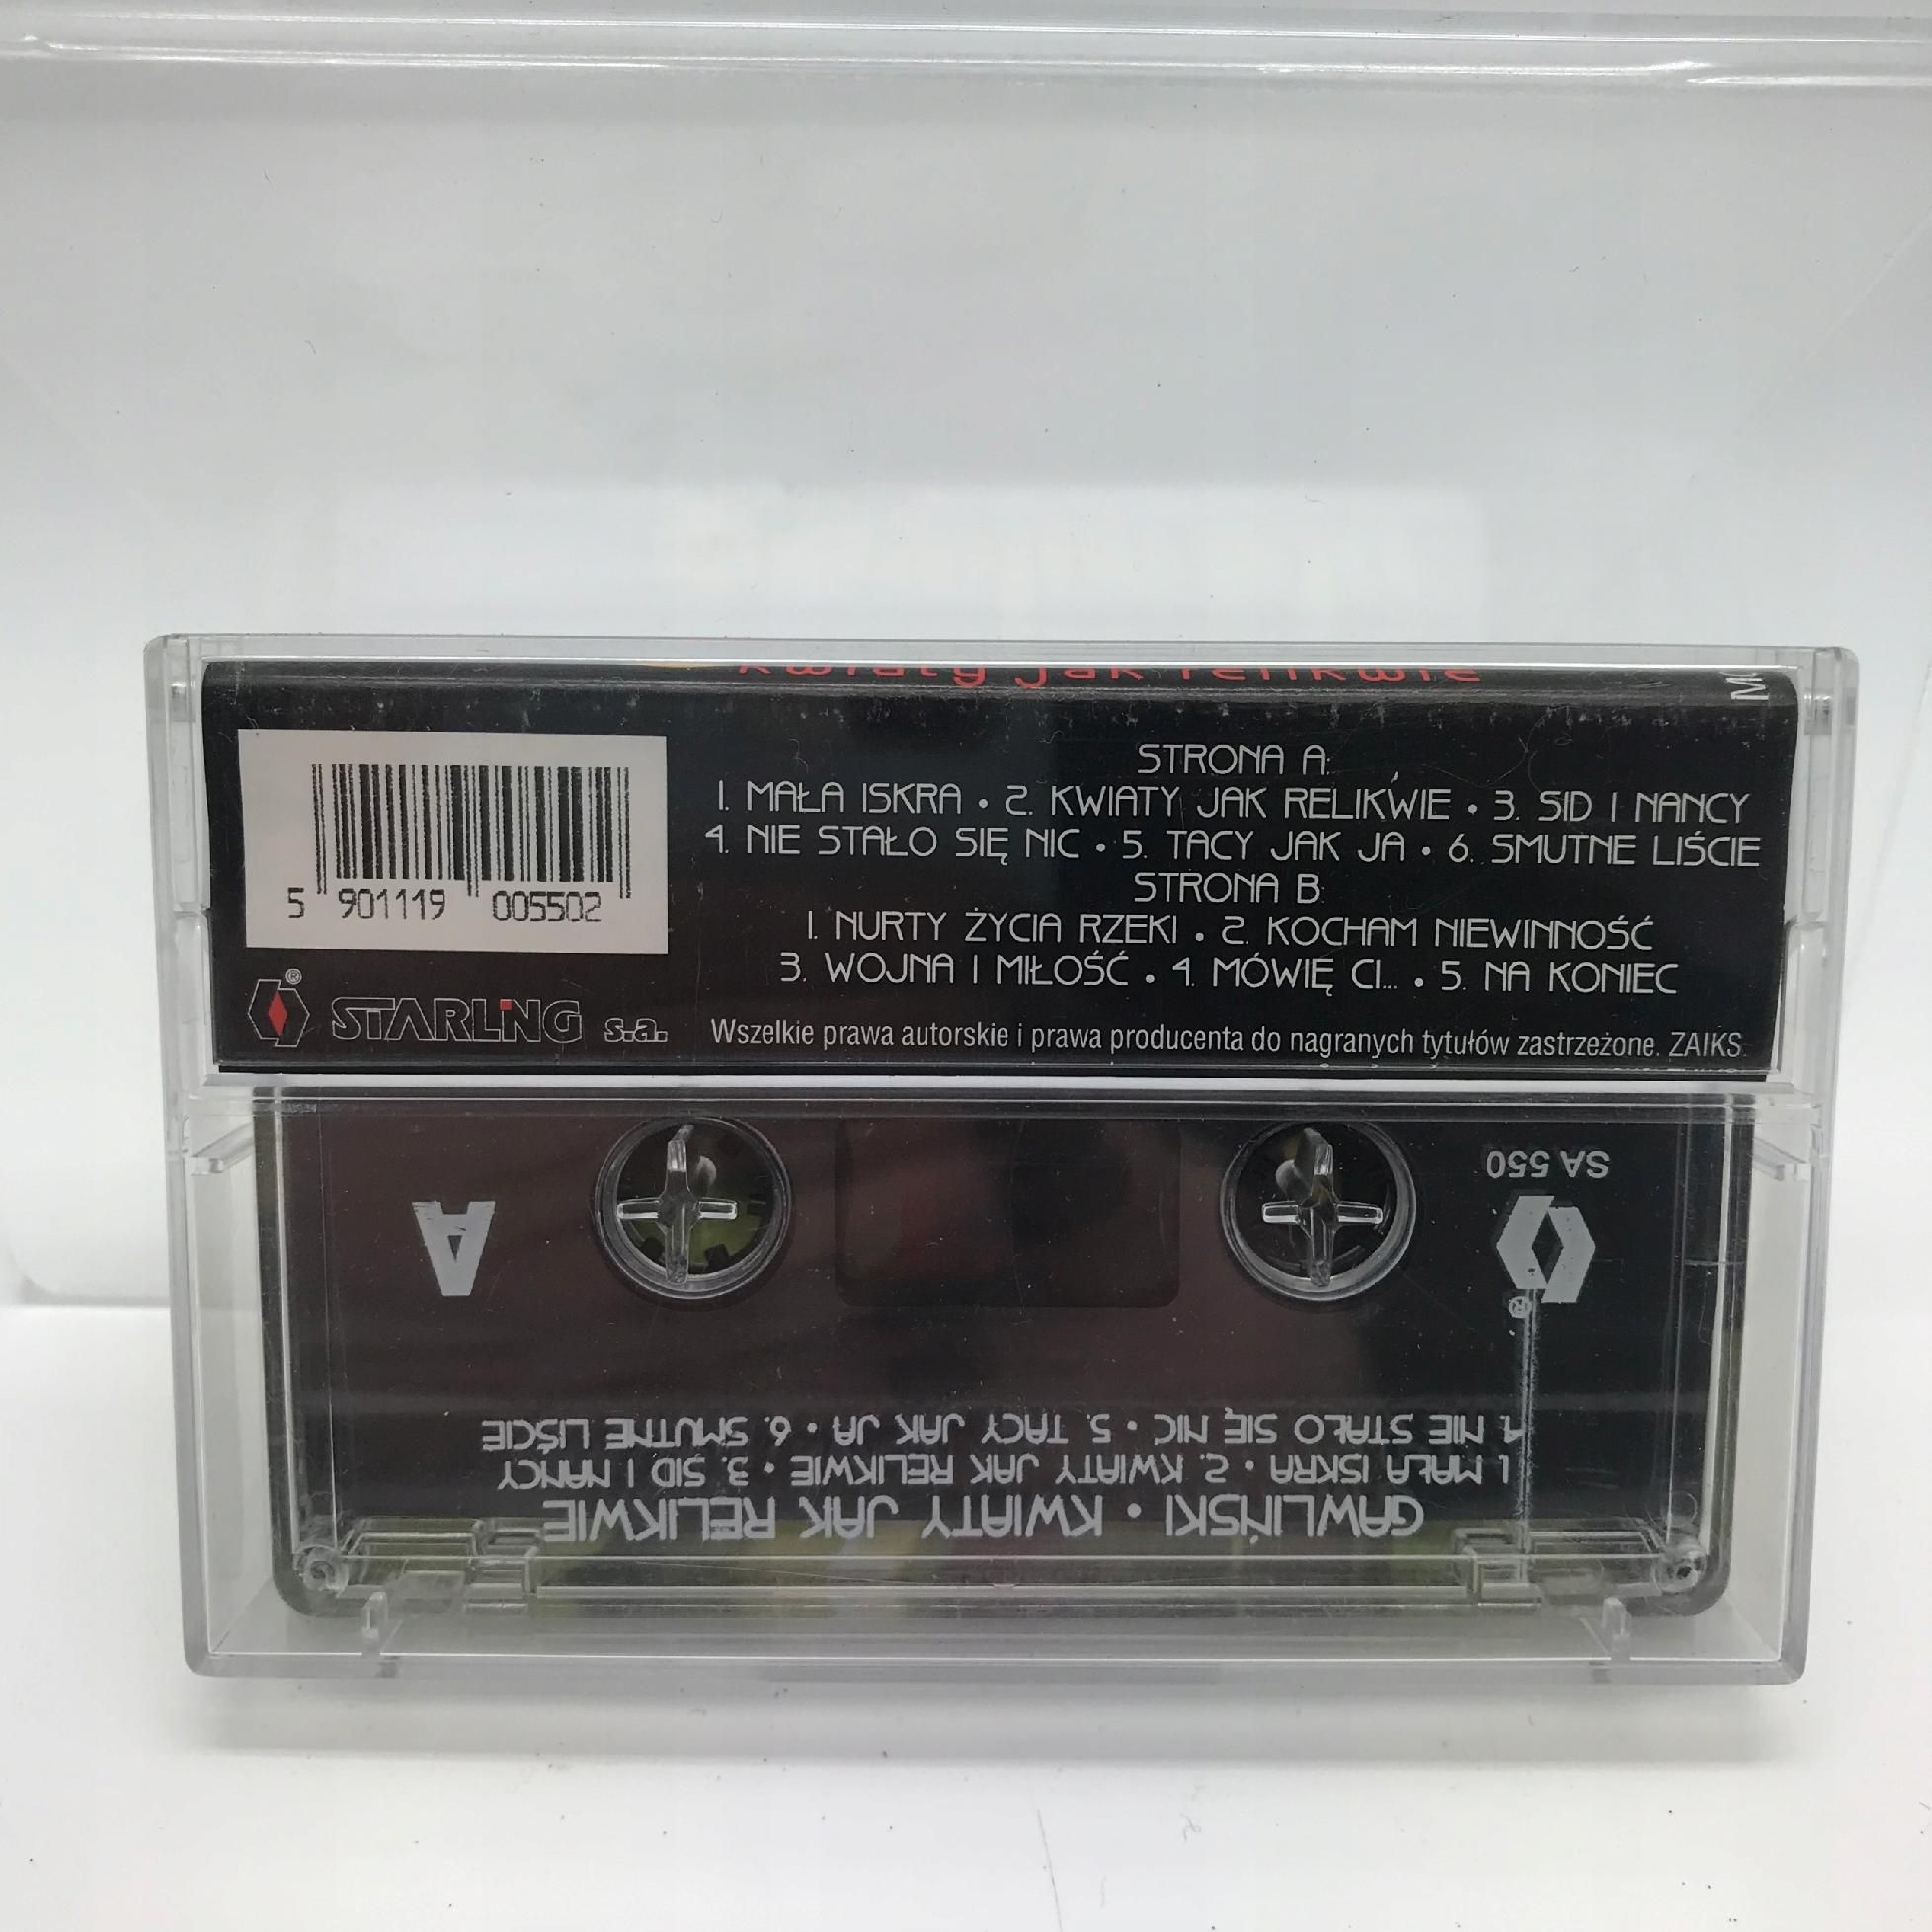 kwiaty jak relikwie
STRONA A:
1. MAŁA ISKRA • 2. KWIATY JAK RELIKWIE • 3. SID I NANCY
4. NIE STAŁO SIĘ NIC • 5. TACY JAK JA • 6. SMUTNE LIŚCIE
STRONA B
1. NURTY ŻYCIA RZEKI • 2. KOCHAM NIEWINNOŚĆ
3. WOJNA I MIŁOŚĆ • 4. MÓWIĘ CI... • 5. NA KONIEC
Wszelkie prawa autorskie i prawa producenta do nagranych tytułów zastrzeżone. ZAIKS
5 901119 005502
® STARLING s.a.
SA 550
A
®
GAWLIŃSKI • KWIATY JAK RELIKWIE
1. MAŁA ISKRA • 2. KWIATY JAK RELIKWIE • 3. SID I NANCY
4. NIE STAŁO SIĘ NIC • 5. TACY JAK JA • 6. SMUTNE LIŚCIE